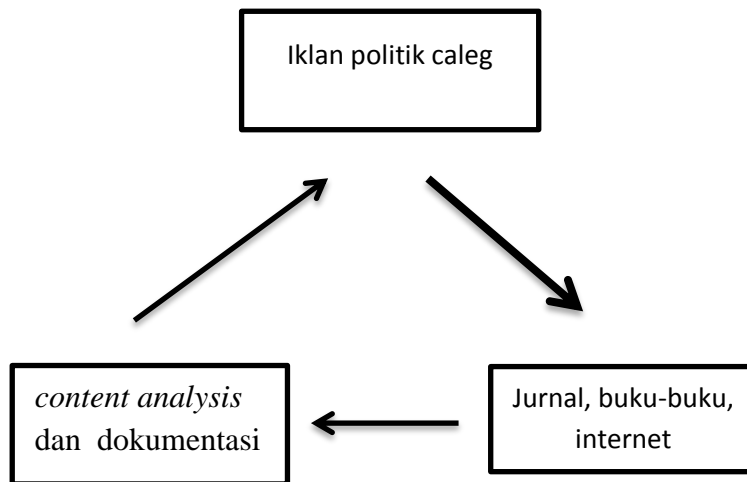 Iklan politik caleg
content analysis
dan dokumentasi
Jurnal, buku-buku,
internet